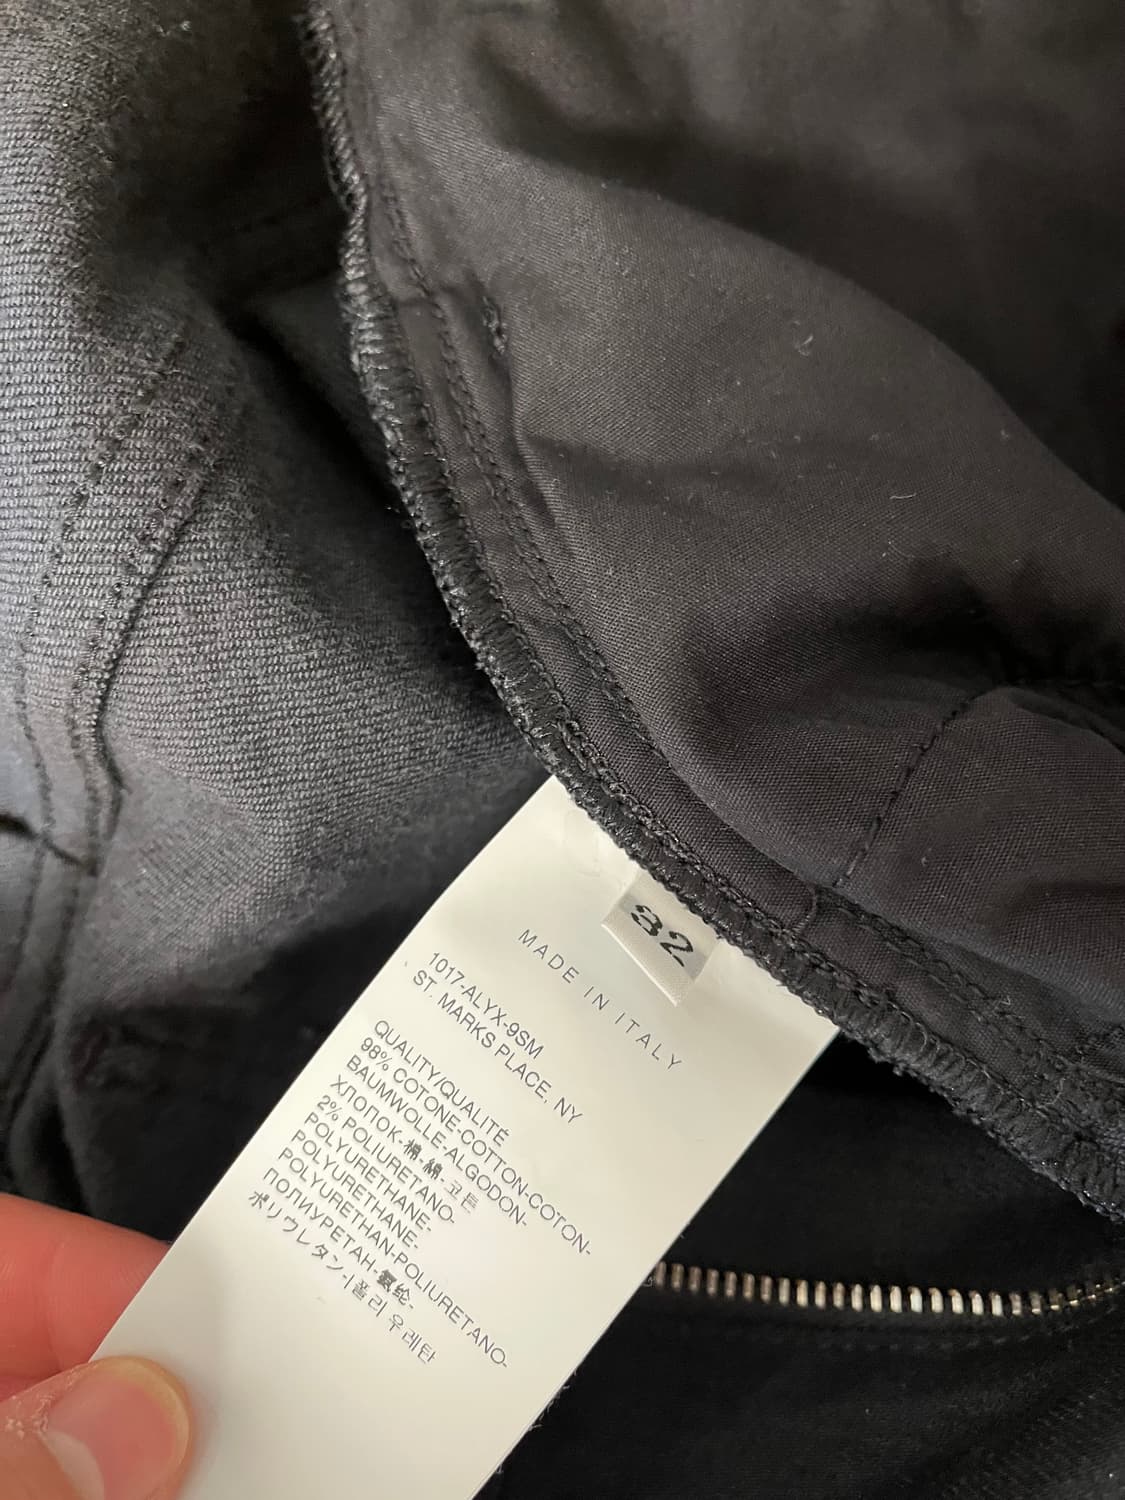 32
MADE IN ITALY
1017-ALYX-9SM
ST. MARKS PLACE, NY
QUALITY/QUALITÉ
98% COTONE-COTTON-COTON-
BAUMWOLLE-ALGODON-
ХЛОПОК-棉-綿-코튼
2% POLIURETANO-
POLYURETHANE-
POLYURETHANE-
POLYURETHAN-POLIURETANO-
ПОЛИУРЕТАН-氨纶-
ポリウレタン-폴리 우레탄